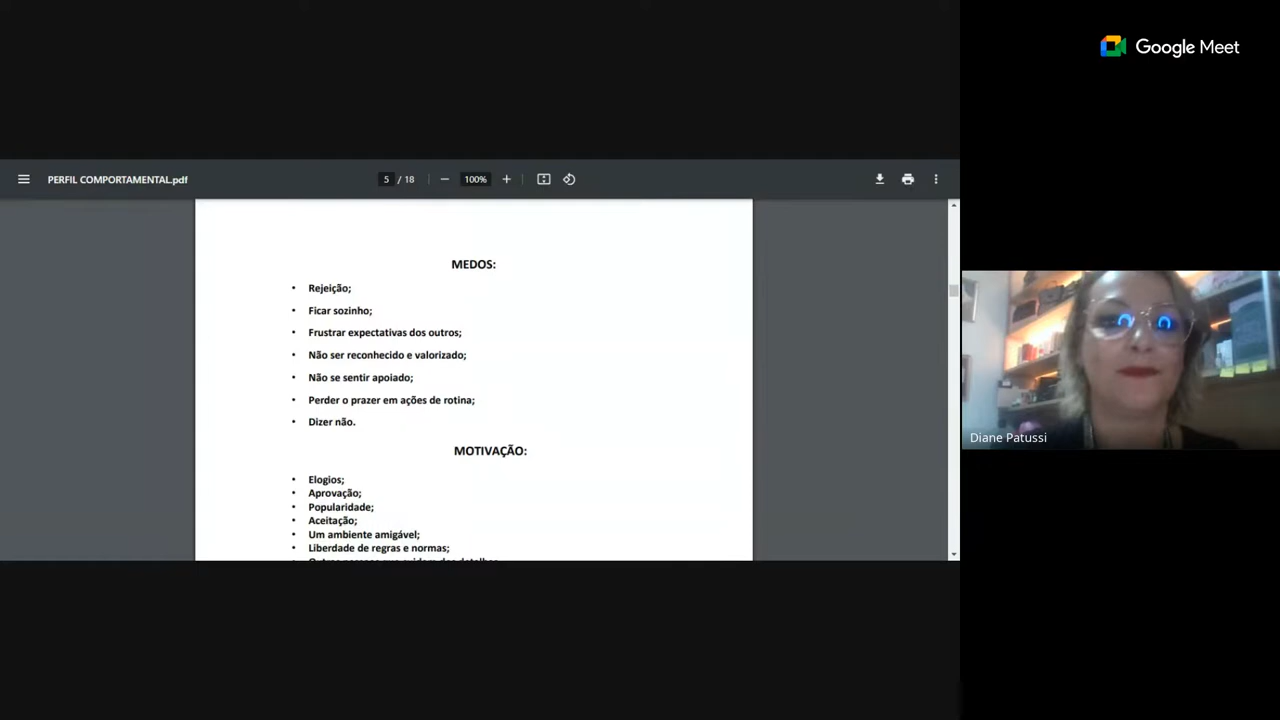 Google Meet
PERFIL COMPORTAMENTAL.pdf
5 / 18
100%
MEDOS:
• Rejeição;
• Ficar sozinho;
• Frustrar expectativas dos outros;
• Não ser reconhecido e valorizado;
• Não se sentir apoiado;
• Perder o prazer em ações de rotina;
• Dizer não.
MOTIVAÇÃO:
• Elogios;
• Aprovação;
• Popularidade;
• Aceitação;
• Um ambiente amigável;
• Liberdade de regras e normas;
Diane Patussi